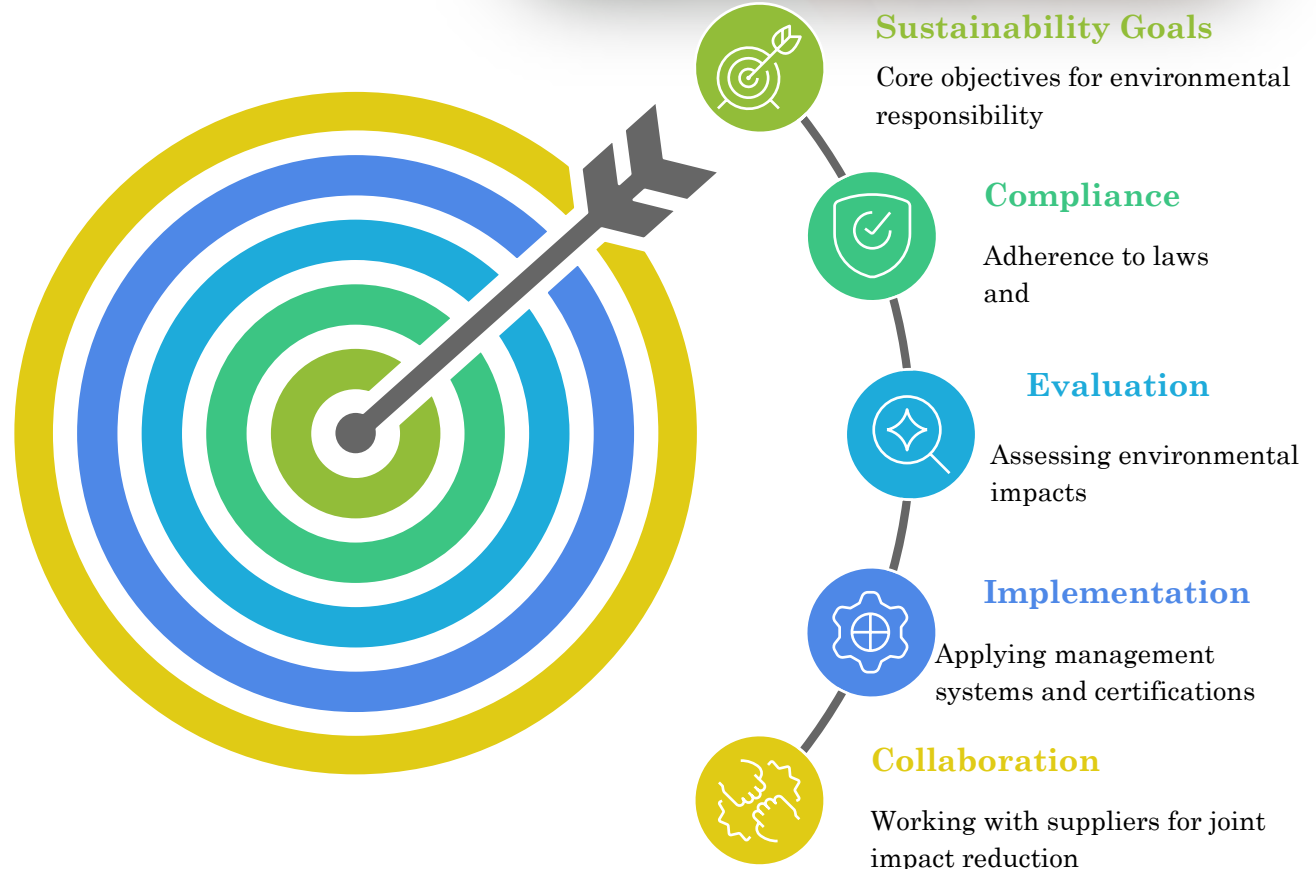 Sustainability Goals
Core objectives for environmental
responsibility
Compliance
Adherence to laws
and
Evaluation
Assessing environmental
impacts
Implementation
Applying management
systems and certifications
Collaboration
Working with suppliers for joint
impact reduction